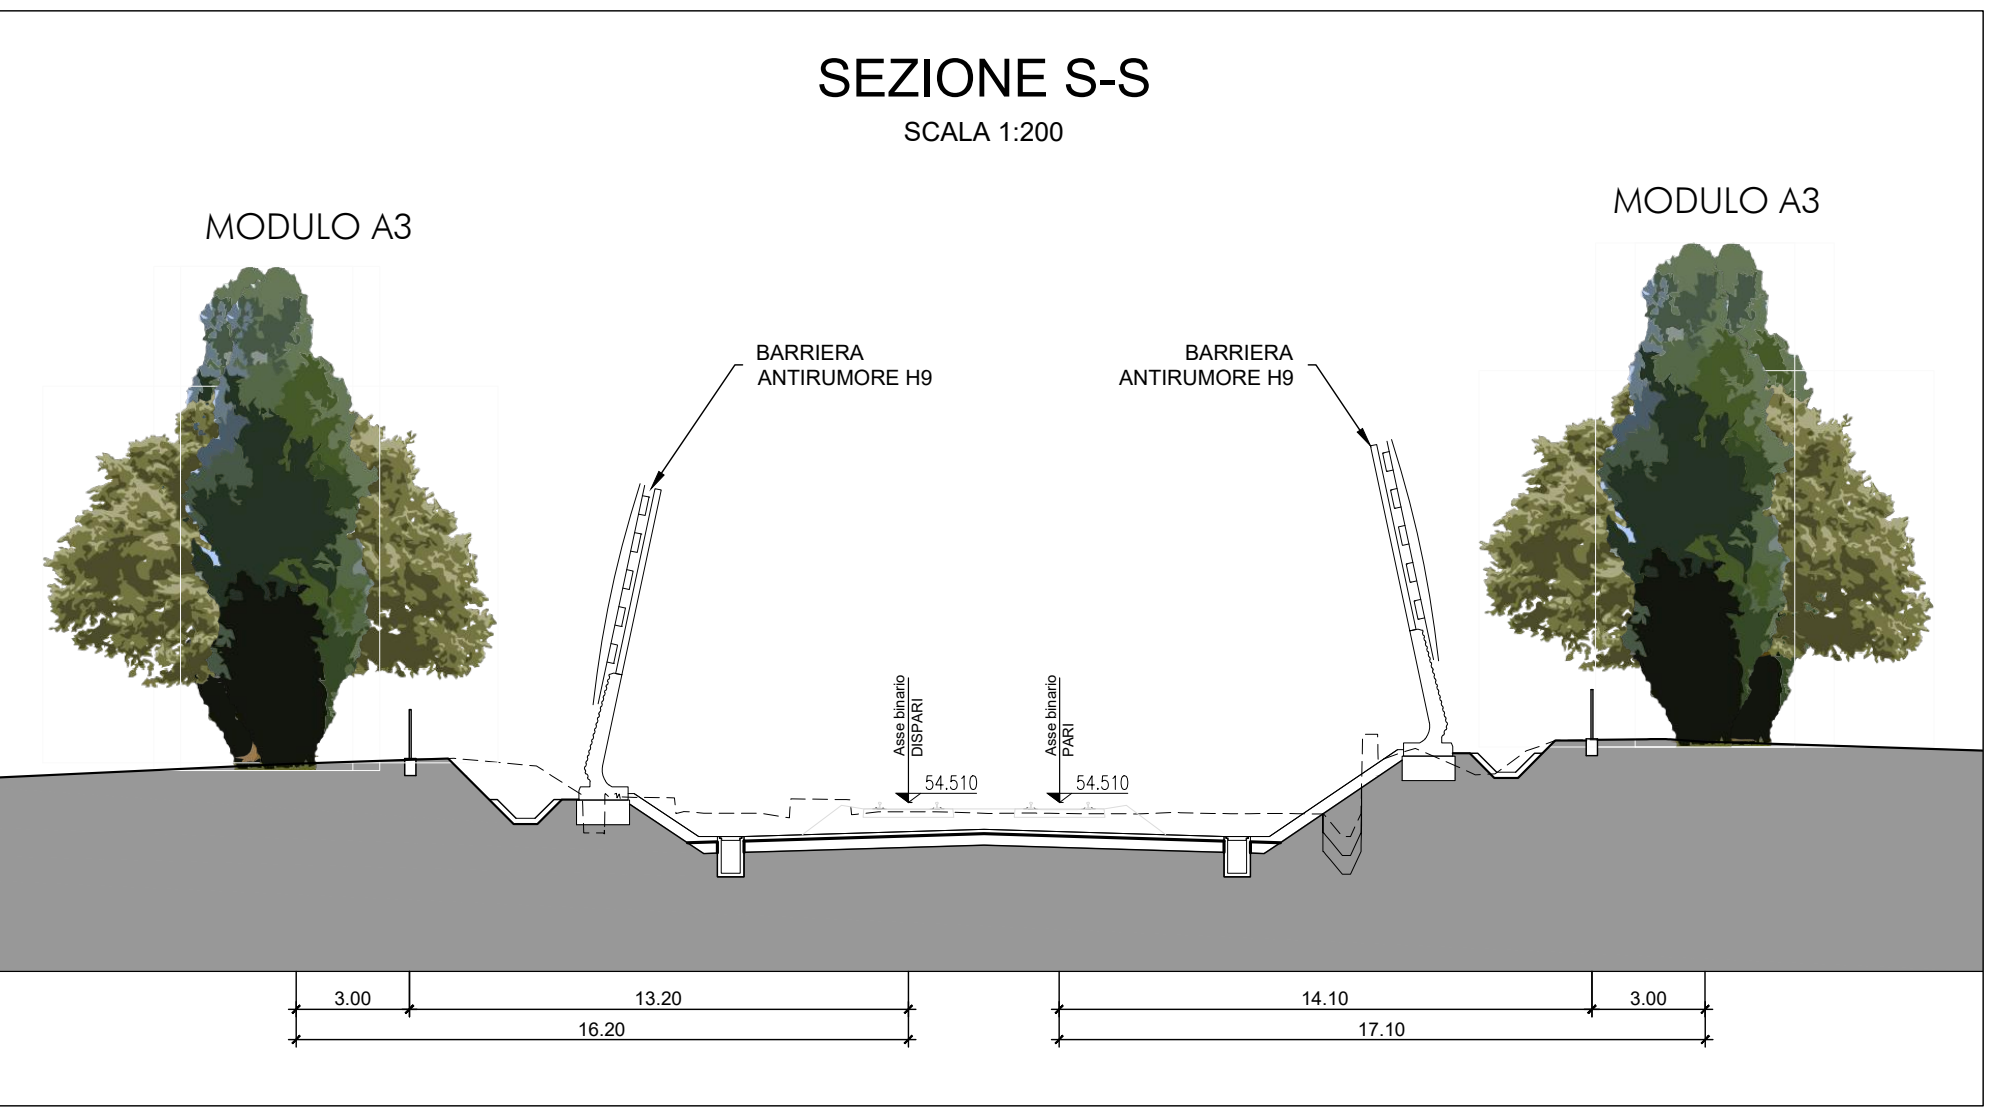 SEZIONE S-S
SCALA 1:200
MODULO A3
MODULO A3
BARRIERA
ANTIRUMORE H9
BARRIERA
ANTIRUMORE H9
Asse binario
DISPARI
54.510
Asse binario
PARI
54.510
3.00
13.20
14.10
3.00
16.20
17.10